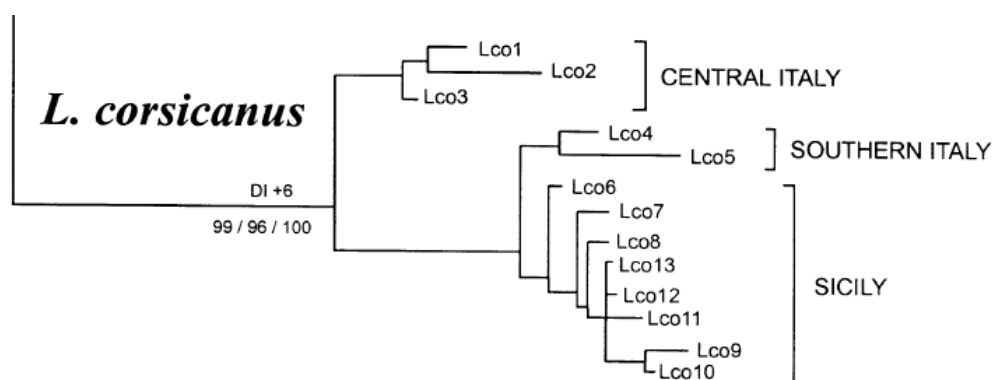 Lco1
Lco2
CENTRAL ITALY
Lco3
L. corsicanus
Lco4
Lco5
SOUTHERN ITALY
DI +6
99 / 96 / 100
Lco6
Lco7
Lco8
Lco13
Lco12
SICILY
Lco11
Lco9
Lco10